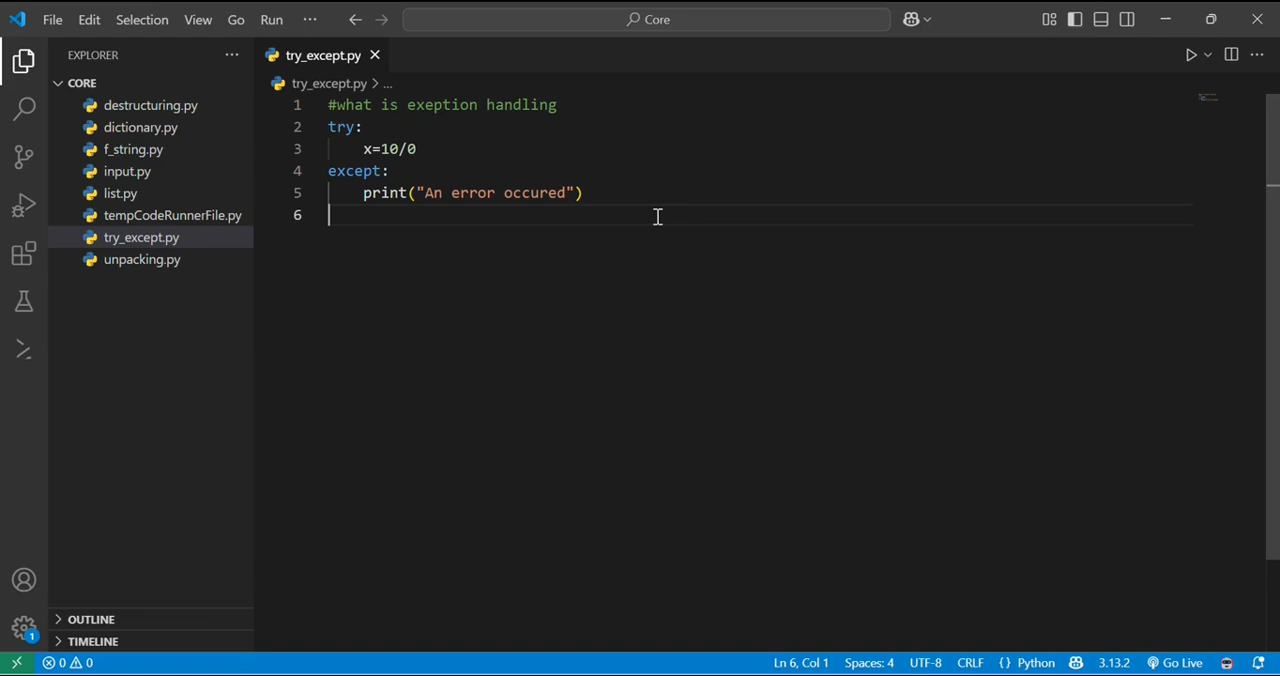 File Edit Selection View Go Run ··· Core
EXPLORER ···
CORE
destructuring.py
dictionary.py
f_string.py
input.py
list.py
tempCodeRunnerFile.py
try_except.py
unpacking.py
OUTLINE
TIMELINE
try_except.py
try_except.py > ...
1 #what is exeption handling
2 try:
3 x=10/0
4 except:
5 print("An error occured")
6
1
0 0 Ln 6, Col 1 Spaces: 4 UTF-8 CRLF {} Python 3.13.2 Go Live